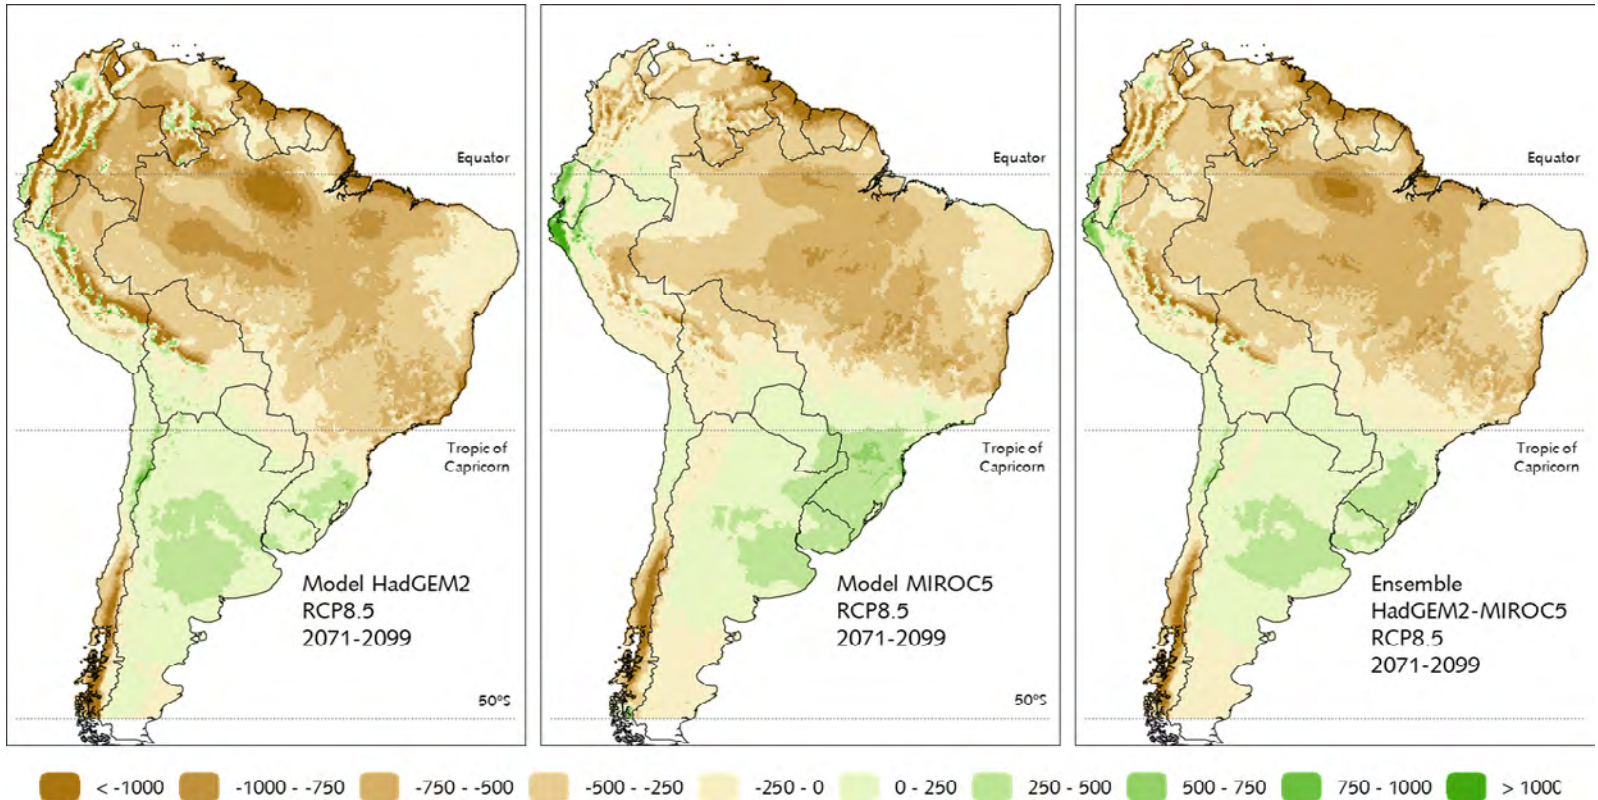 Equator
Tropic of
Capricorn
Model HadGEM2
RCP8.5
2071-2099
50°S
Equator
Tropic of
Capricorn
Model MIROC5
RCP8.5
2071-2099
50°S
Equator
Tropic of
Capricorn
Ensemble
HadGEM2-MIROC5
RCP8.5
2071-2099
< -1000 -1000 - -750 -750 - -500 -500 - -250 -250 - 0 0 - 250 250 - 500 500 - 750 750 - 1000 > 1000